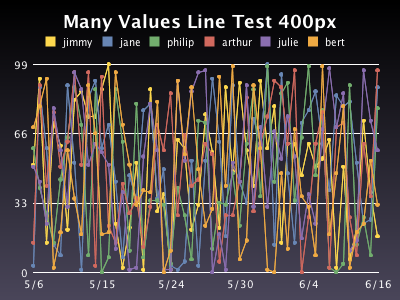 Many Values Line Test 400px
jimmy jude philip arthur julie bert
99
66
33
0
5/6 5/15 5/24 5/30 6/4 6/16